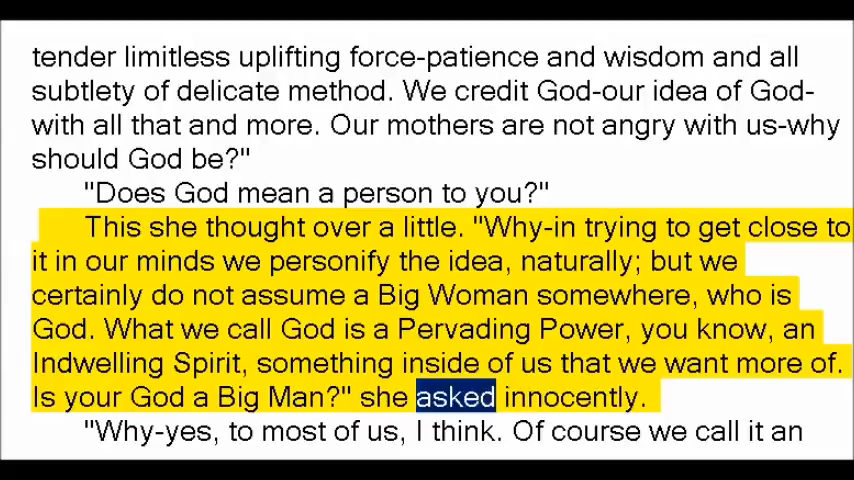 tender limitless uplifting force-patience and wisdom and all
subtlety of delicate method. We credit God-our idea of God-
with all that and more. Our mothers are not angry with us-why
should God be?"
"Does God mean a person to you?"
This she thought over a little. "Why-in trying to get close to
it in our minds we personify the idea, naturally; but we
certainly do not assume a Big Woman somewhere, who is
God. What we call God is a Pervading Power, you know, an
Indwelling Spirit, something inside of us that we want more of.
Is your God a Big Man?" she asked innocently.
"Why-yes, to most of us, I think. Of course we call it an